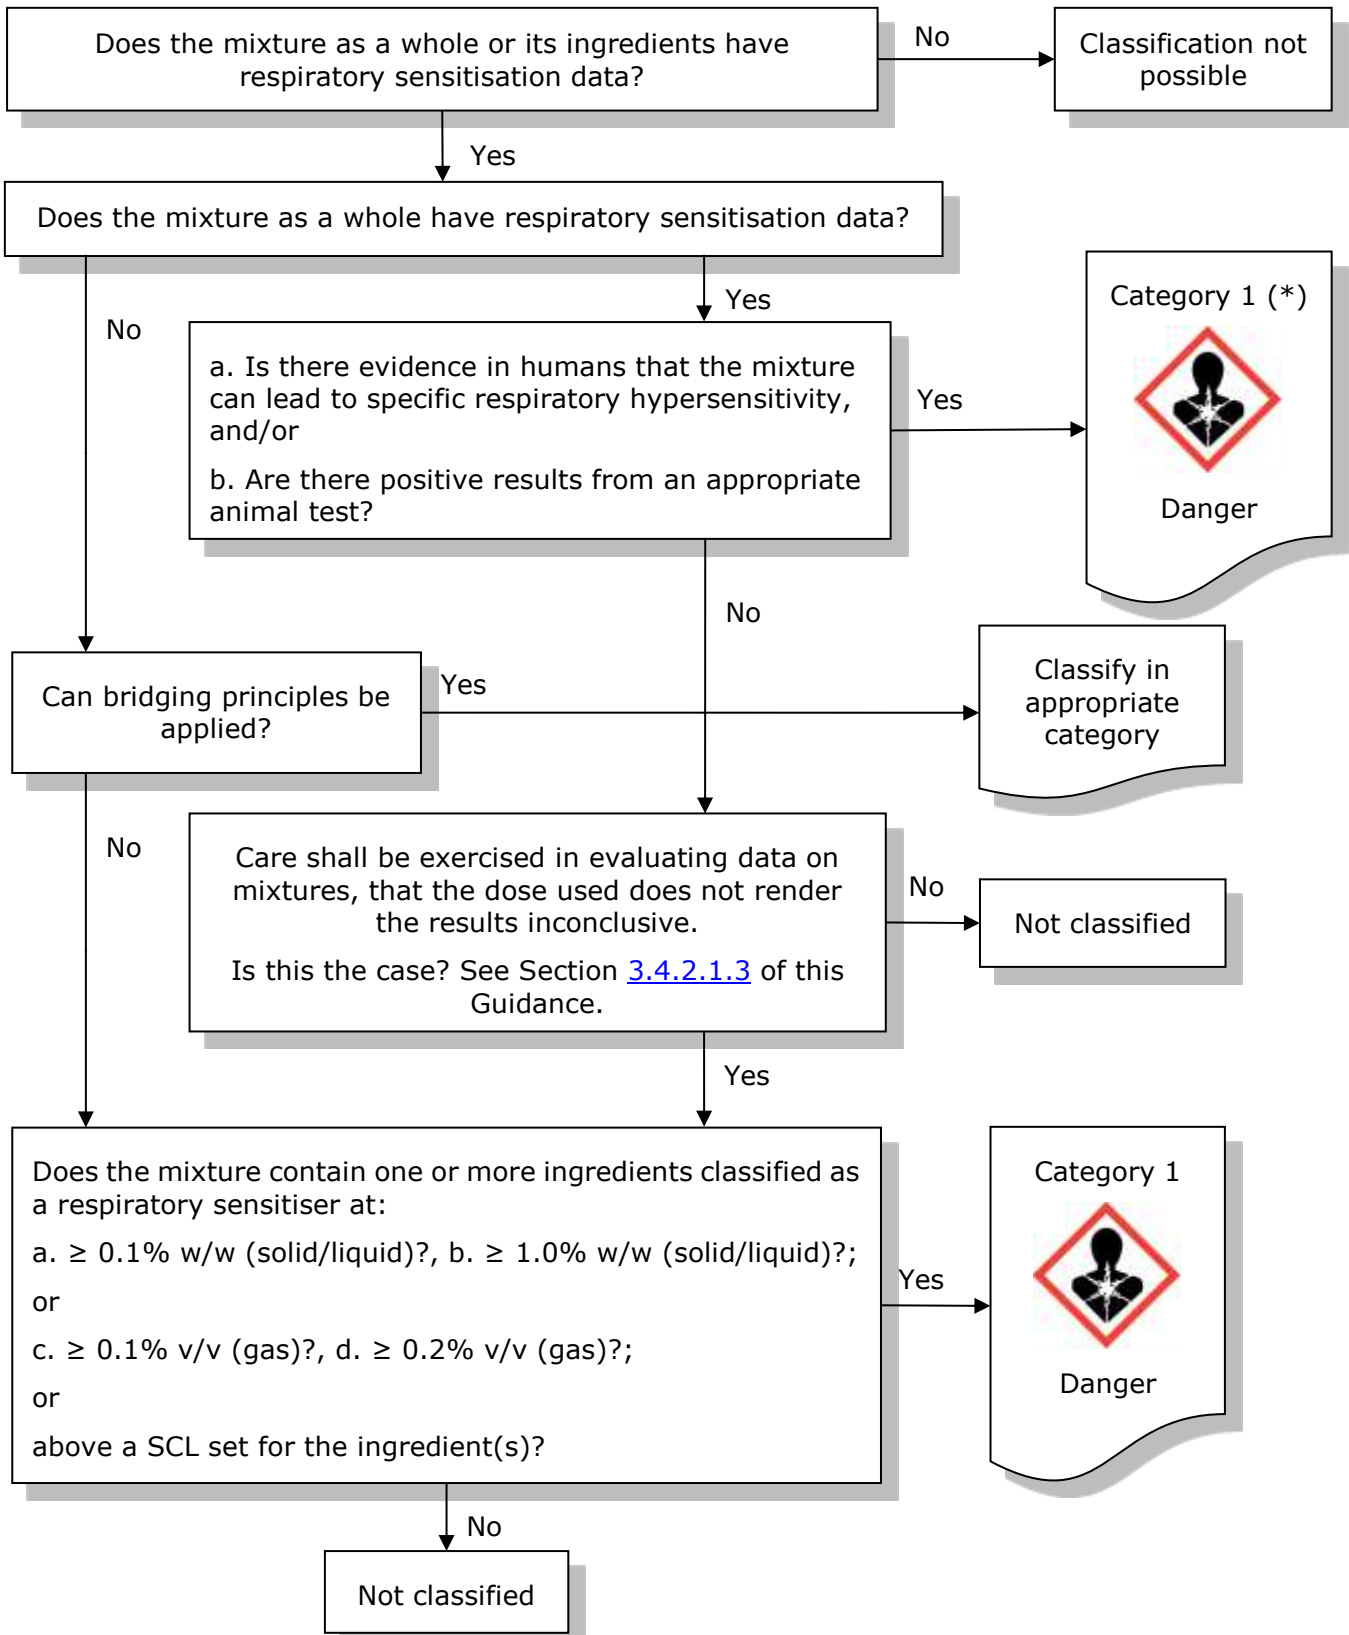 Does the mixture as a whole or its ingredients have
respiratory sensitisation data?
No
Classification not
possible
Yes
Does the mixture as a whole have respiratory sensitisation data?
No
Yes
a. Is there evidence in humans that the mixture
can lead to specific respiratory hypersensitivity,
and/or
b. Are there positive results from an appropriate
animal test?
Yes
Category 1 (*)
Danger
No
Can bridging principles be
applied?
Yes
Classify in
appropriate
category
No
Care shall be exercised in evaluating data on
mixtures, that the dose used does not render
the results inconclusive.
Is this the case? See Section 3.4.2.1.3 of this
Guidance.
No
Not classified
Yes
Does the mixture contain one or more ingredients classified as
a respiratory sensitiser at:
a. ≥ 0.1% w/w (solid/liquid)?, b. ≥ 1.0% w/w (solid/liquid)?;
or
c. ≥ 0.1% v/v (gas)?, d. ≥ 0.2% v/v (gas)?;
or
above a SCL set for the ingredient(s)?
Yes
Category 1
Danger
No
Not classified